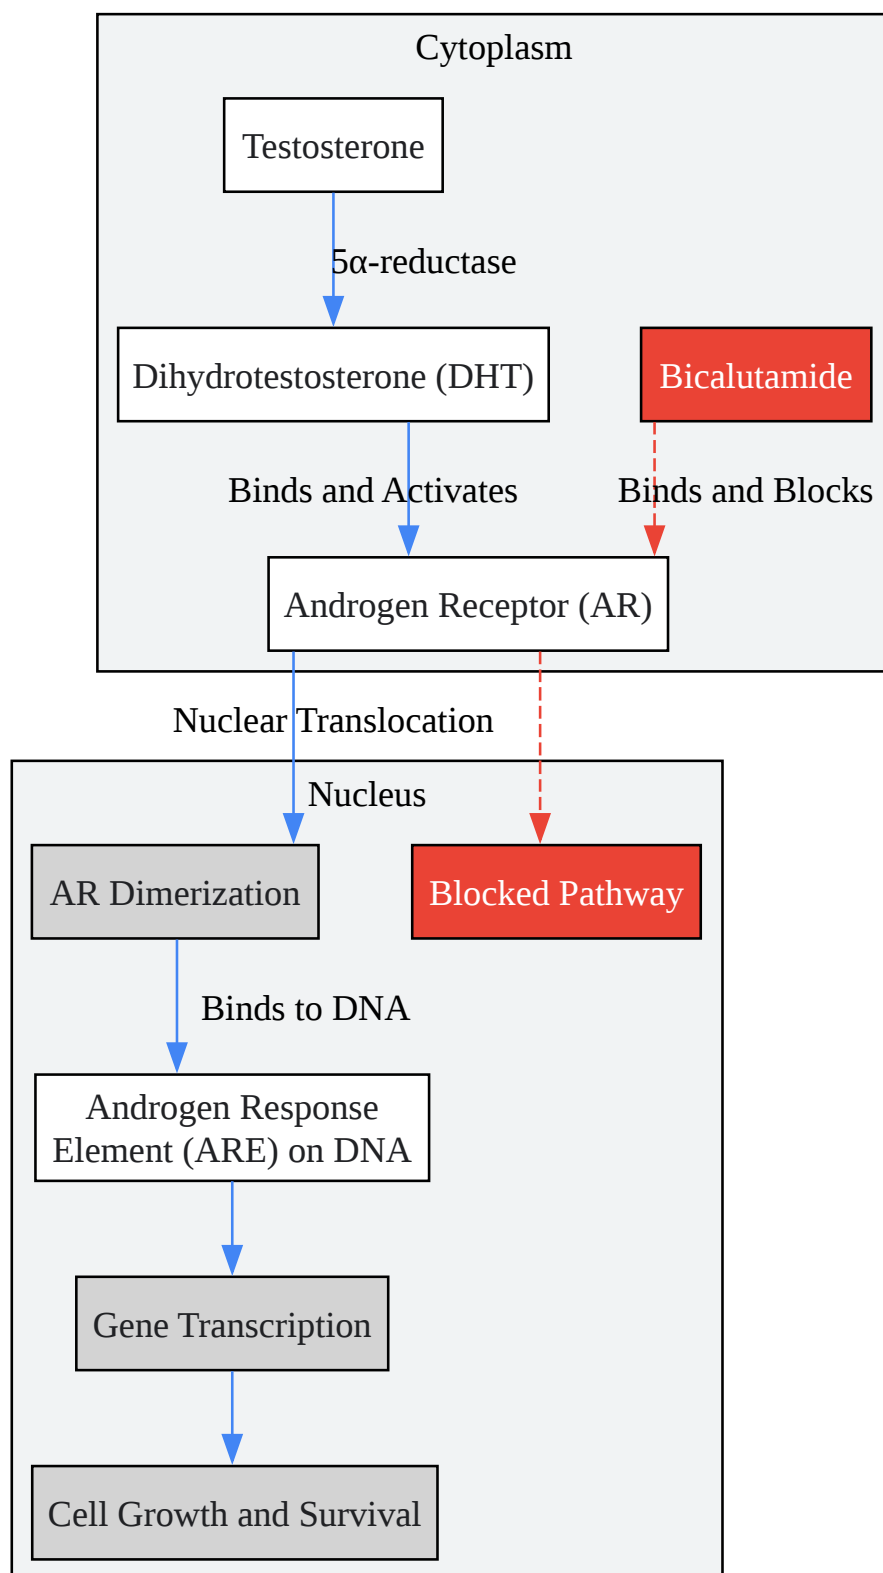 Cytoplasm
Testosterone
5α-reductase
Dihydrotestosterone (DHT)
Bicalutamide
Binds and Activates
Binds and Blocks
Androgen Receptor (AR)
Nuclear Translocation
Nucleus
AR Dimerization
Blocked Pathway
Binds to DNA
Androgen Response
Element (ARE) on DNA
Gene Transcription
Cell Growth and Survival